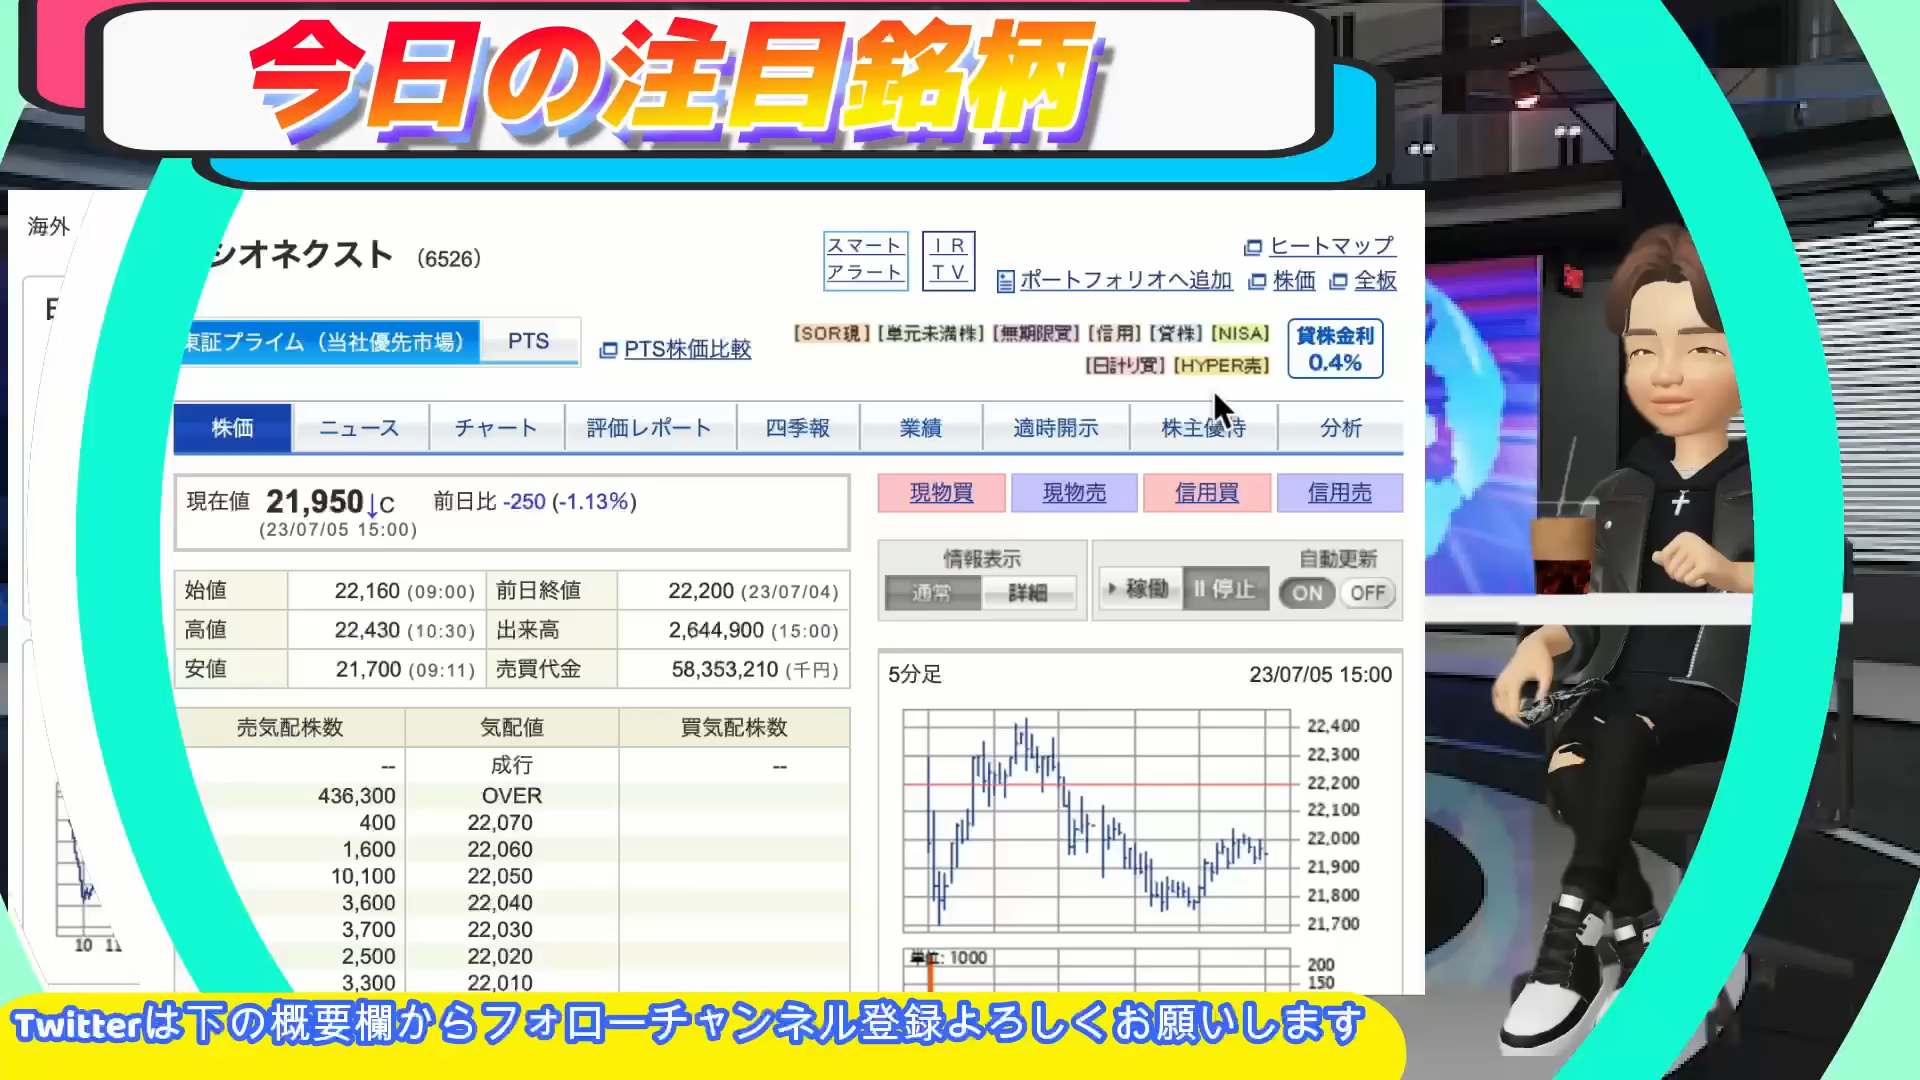 今日の注目銘柄
海外
シオネクスト (6526)
スマート
アラート
IR
TV
ヒートマップ
ポートフォリオへ追加 株価 全板
東証プライム（当社優先市場） PTS PTS株価比較
[SOR現] [単元未満株] [無期限買] [信用] [貸株] [NISA]
[日計り買] [HYPER売]
貸株金利
0.4%
株価 ニュース チャート 評価レポート 四季報 業績 適時開示 株主優待 分析
現在値 21,950↓C 前日比 -250 (-1.13%)
(23/07/05 15:00)
現物買 現物売 信用買 信用売
始値 22,160 (09:00) 前日終値 22,200 (23/07/04)
高値 22,430 (10:30) 出来高 2,644,900 (15:00)
安値 21,700 (09:11) 売買代金 58,353,210 (千円)
情報表示
通常 詳細
自動更新
稼働 停止 ON OFF
売気配株数 気配値 買気配株数
-- 成行 --
436,300 OVER
400 22,070
1,600 22,060
10,100 22,050
3,600 22,040
3,700 22,030
2,500 22,020
3,300 22,010
5分足 23/07/05 15:00
22,400
22,300
22,200
22,100
22,000
21,900
21,800
21,700
単位: 1000
200
150
10 11
Twitterは下の概要欄からフォローチャンネル登録よろしくお願いします